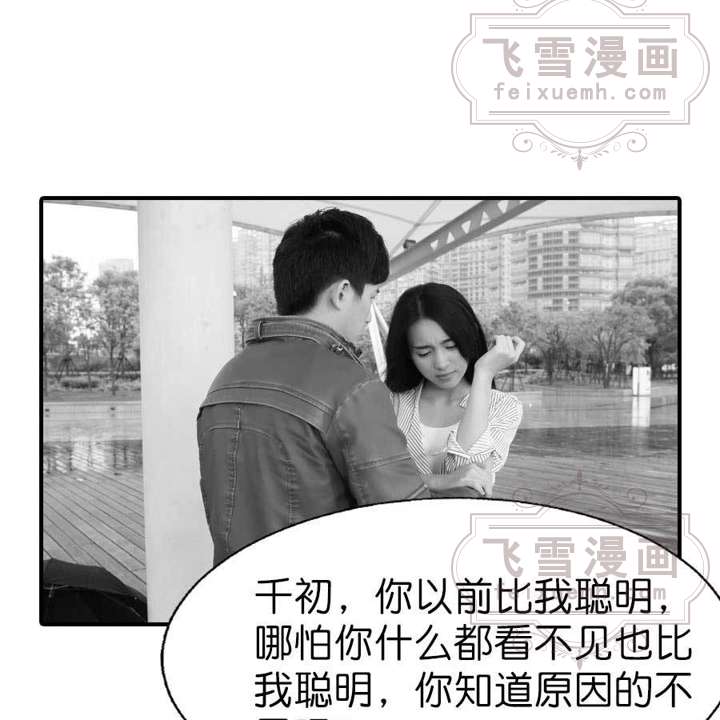 飞雪漫画
feixuemh.com
飞雪漫画
feixuemh.com
千初，你以前比我聪明，
哪怕你什么都看不见也比
我聪明，你知道原因的不